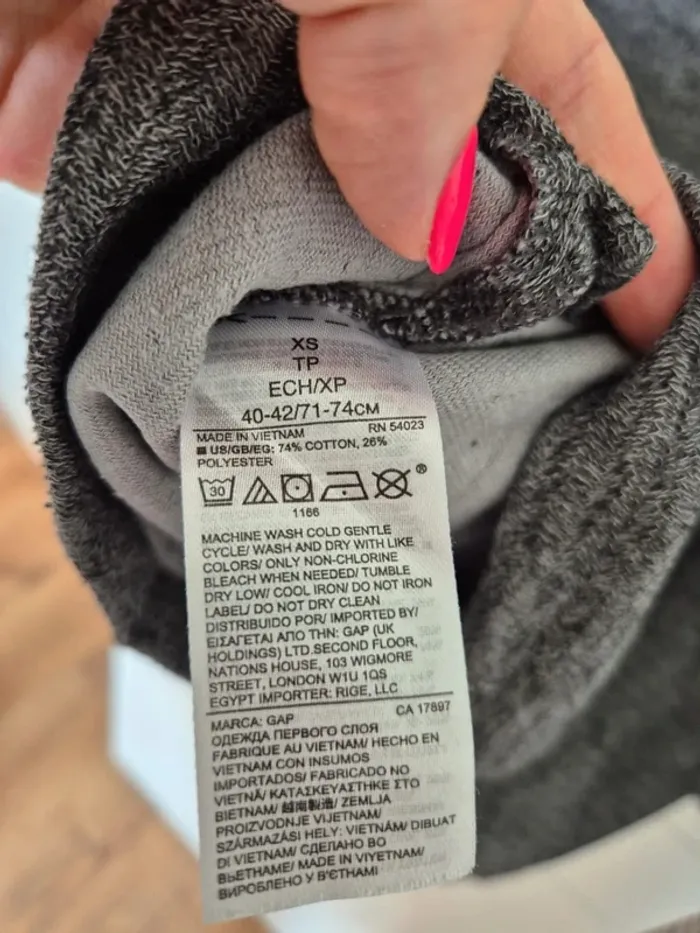 XS
TP
ECH/XP
40-42/71-74CM
MADE IN VIETNAM RN 54023
US/GB/EG: 74% COTTON, 26%
POLYESTER
30
®
1166
MACHINE WASH COLD GENTLE
CYCLE/ WASH AND DRY WITH LIKE
COLORS/ ONLY NON-CHLORINE
BLEACH WHEN NEEDED/ TUMBLE
DRY LOW/ COOL IRON/ DO NOT IRON
LABEL/ DO NOT DRY CLEAN
DISTRIBUIDO POR/ IMPORTED BY/
ΕΙΣΑΓΕΤΑΙ ΑΠΟ ΤΗΝ: GAP (UK
HOLDINGS) LTD.SECOND FLOOR,
NATIONS HOUSE, 103 WIGMORE
STREET, LONDON W1U 1QS
EGYPT IMPORTER: RIGE, LLC
MARCA: GAP CA 17897
ОДЕЖДА ПЕРВОГО СЛОЯ
FABRIQUE AU VIETNAM/ HECHO EN
VIETNAM CON INSUMOS
IMPORTADOS/ FABRICADO NO
VIETNÃ/ ΚΑΤΑΣΚΕΥΑΣΤΗΚΕ ΣΤΟ
ΒΙΕΤΝΑΜ/ 越南製造/ ZEMLJA
PROIZVODNJE VIJETNAM/
SZÁRMAZÁSI HELY: VIETNÁM/ DIBUAT
DI VIETNAM/ СДЕЛАНО ВО
ВЬЕТНАМЕ/ MADE IN VIYETNAM/
ВИРОБЛЕНО У В'ЄТНАМІ